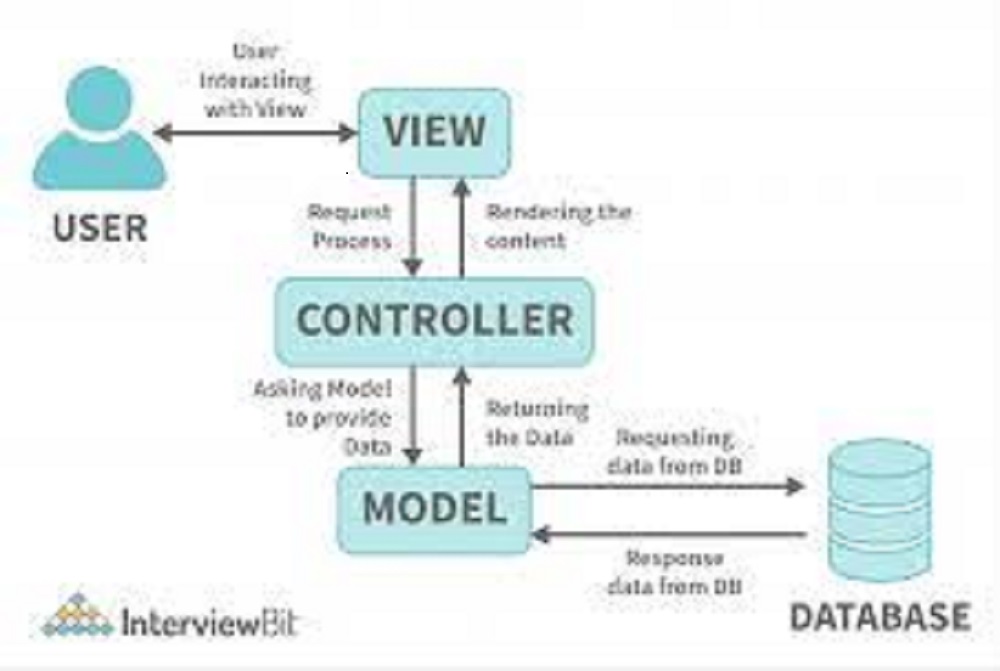 User
Interacting
with View
VIEW
USER
Request
Process
Rendering the
content
CONTROLLER
Asking Model
to provide
Data
Returning
the Data
Requesting
data from DB
MODEL
Response
data from DB
DATABASE
InterviewBit